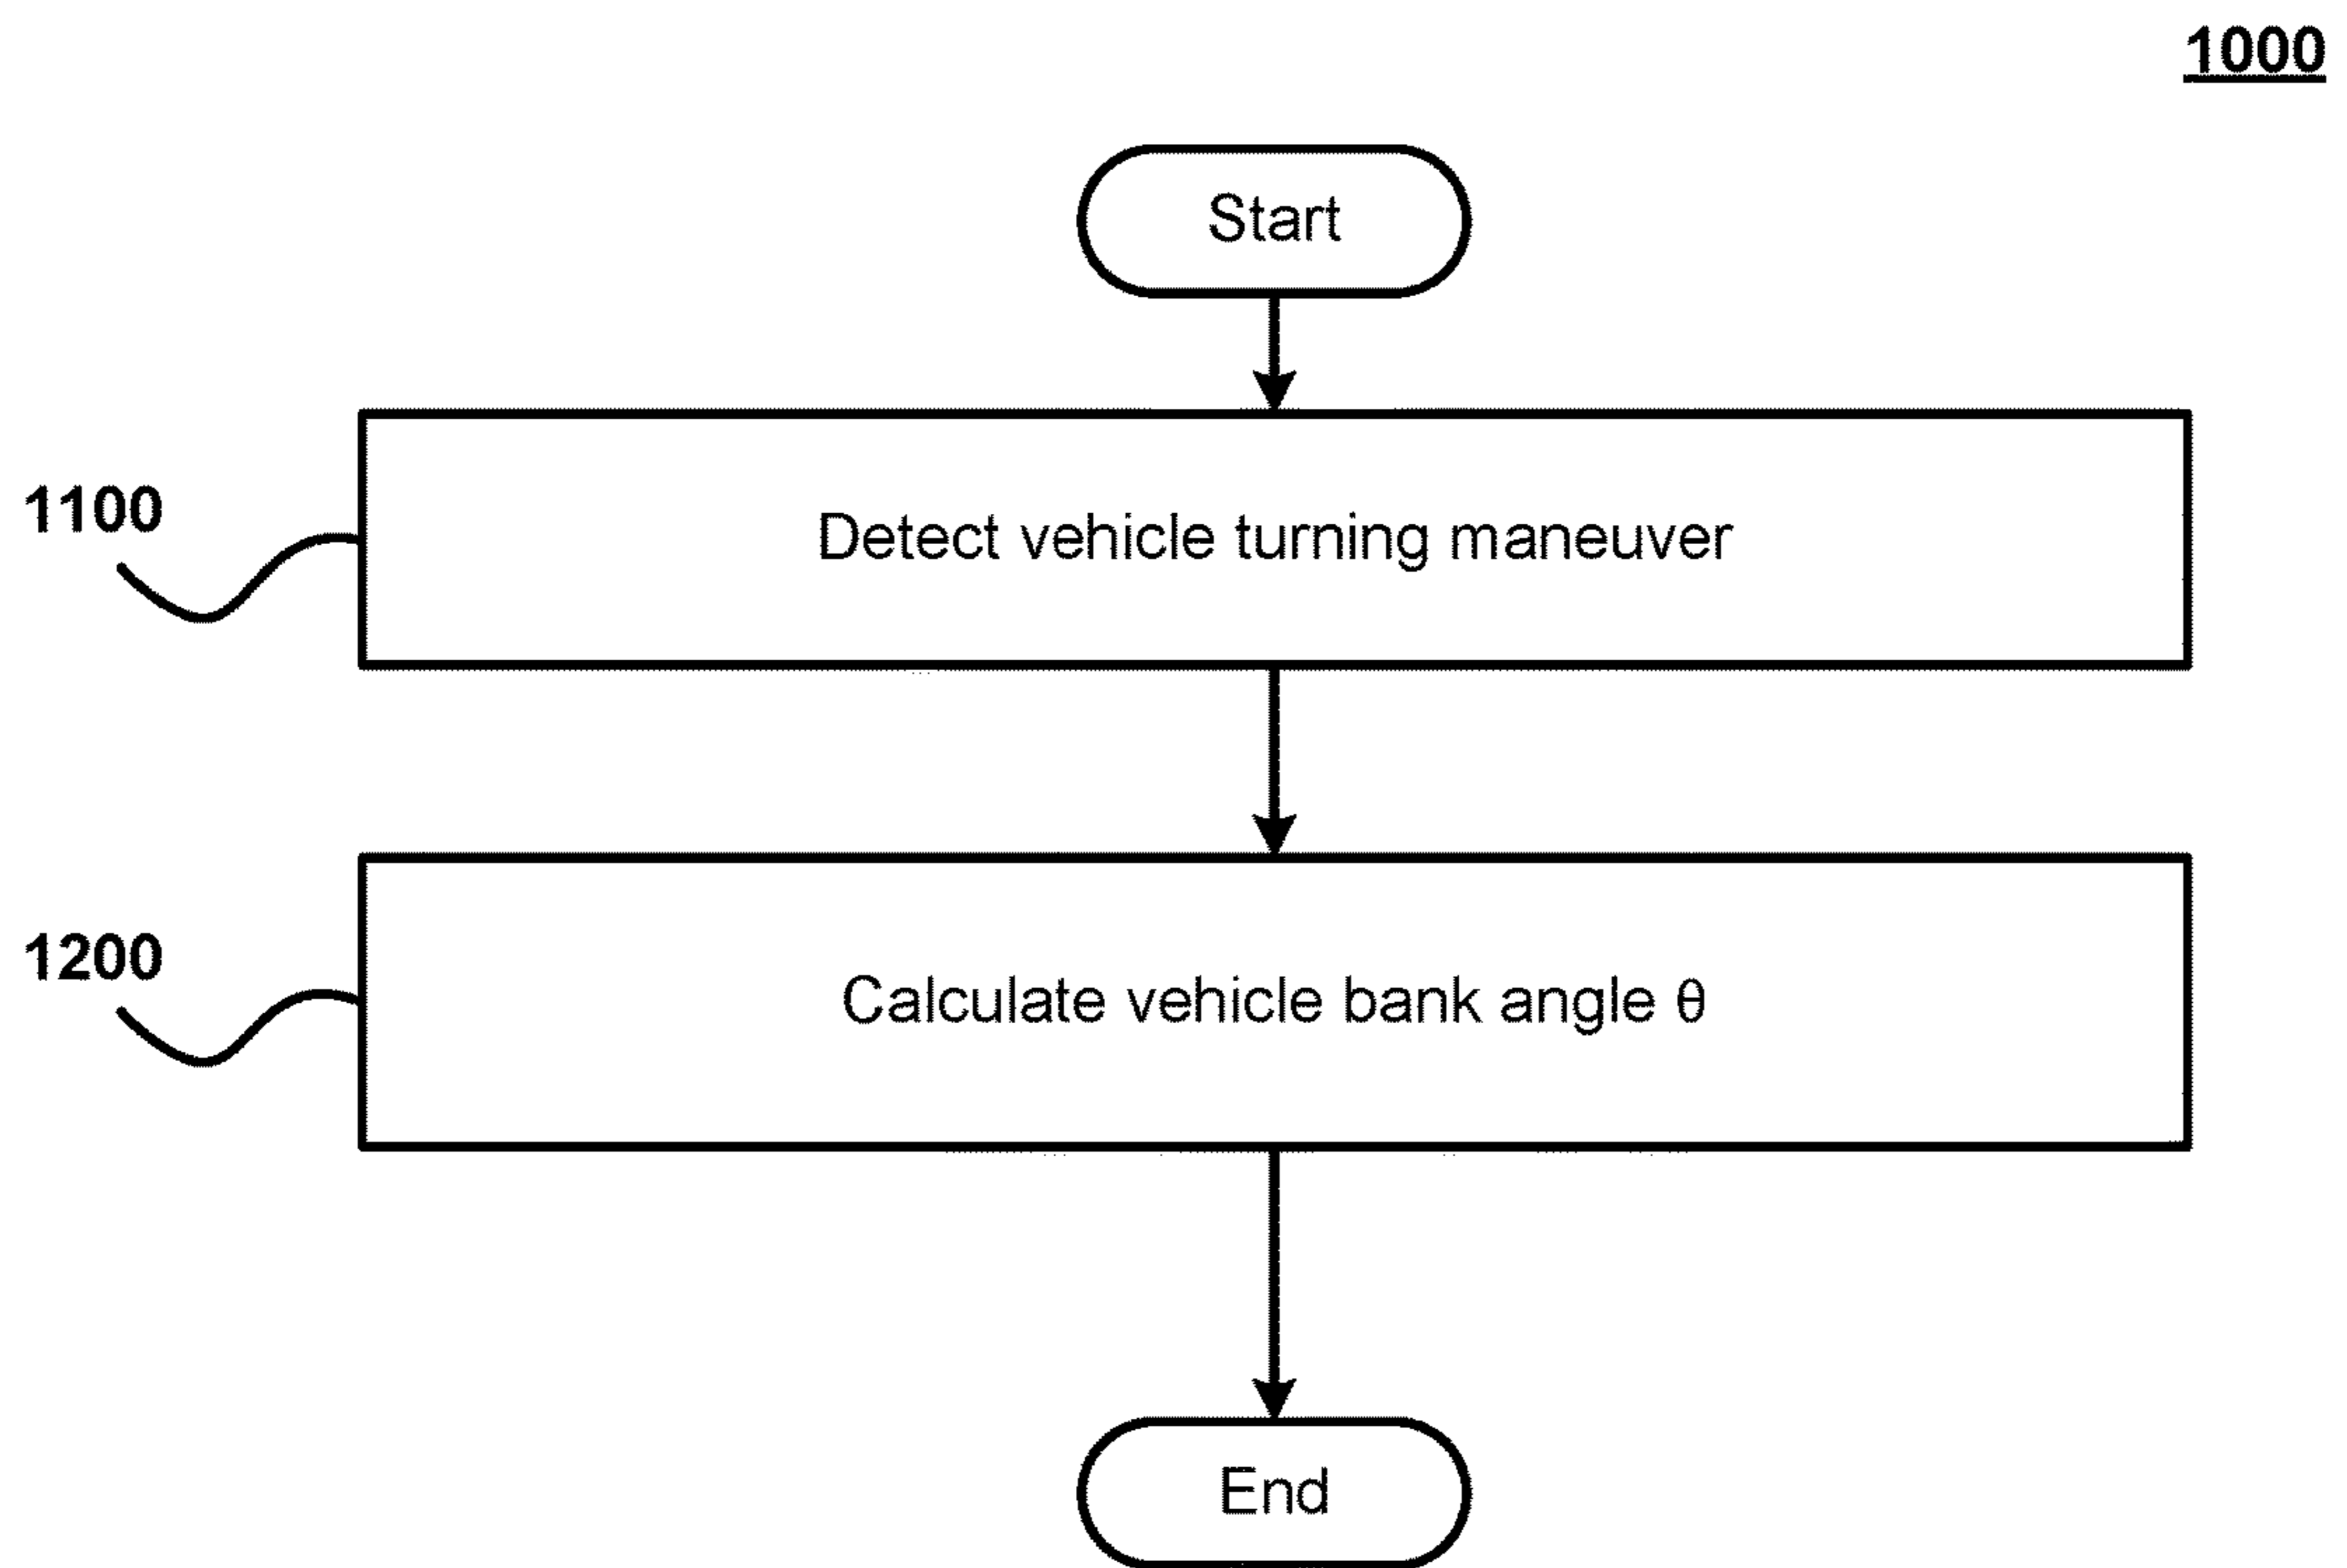 1000
Start
1100
Detect vehicle turning maneuver
1200
Calculate vehicle bank angle θ
End